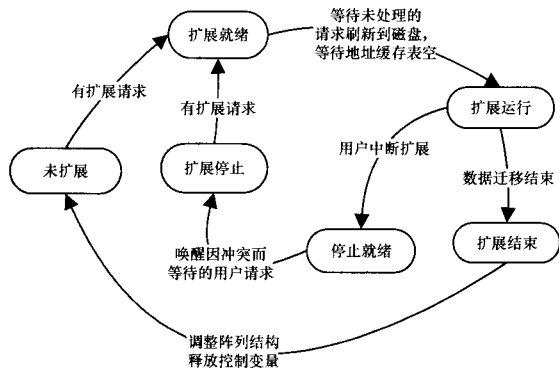 扩展就绪
等待未处理的
请求刷新到磁盘，
等待地址缓存表空
有扩展请求
有扩展请求
扩展运行
用户中断扩展
未扩展
扩展停止
数据迁移结束
唤醒因冲突而
等待的用户请求
停止就绪
扩展结束
调整阵列结构
释放控制变量